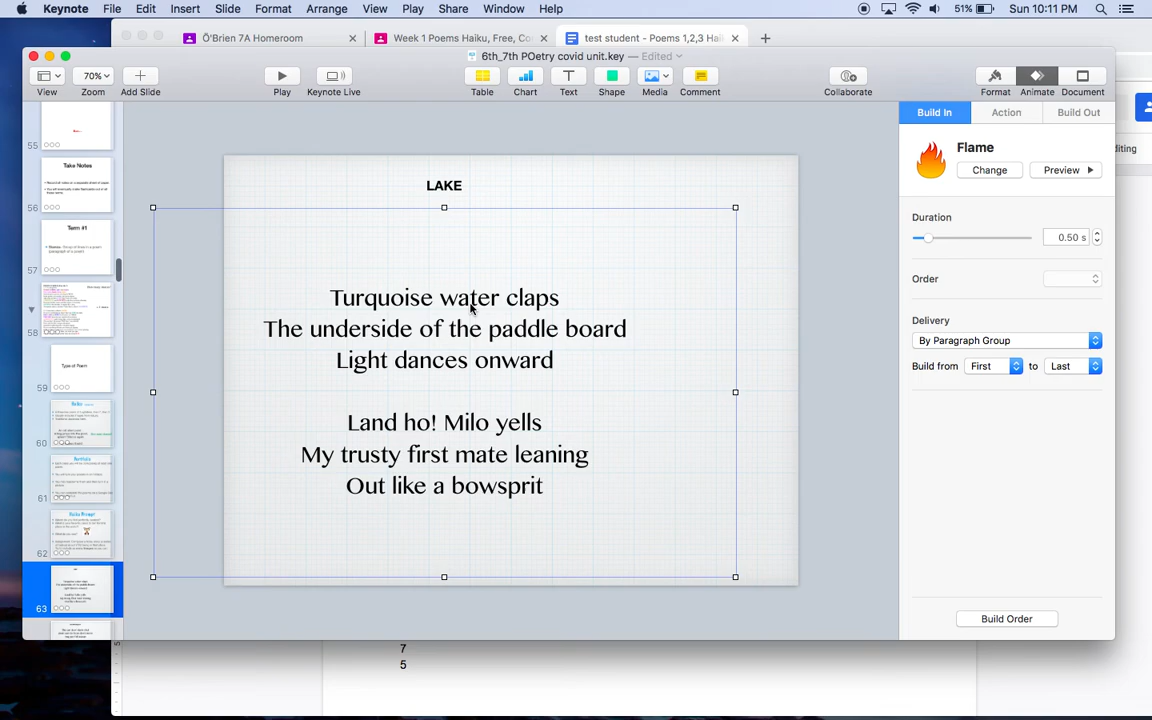 Keynote File Edit Insert Slide Format Arrange View Play Share Window Help 51% Sun 10:11 PM
Ö'Brien 7A Homeroom
Week 1 Poems Haiku, Free, Co
test student - Poems 1,2,3 Hai
6th_7th POetry covid unit.key — Edited
70%
View Zoom Add Slide Play Keynote Live Table Chart Text Shape Media Comment Collaborate Format Animate Document
Build In Action Build Out
diting
Flame
Change Preview
Duration
0.50 s
Order
Delivery
By Paragraph Group
Build from First to Last
Build Order
55
Take Notes
56
Term #1
57
58
Type of Poem
59
60
61
62
63
LAKE
Turquoise water claps
The underside of the paddle board
Light dances onward
Land ho! Milo yells
My trusty first mate leaning
Out like a bowsprit
7
5